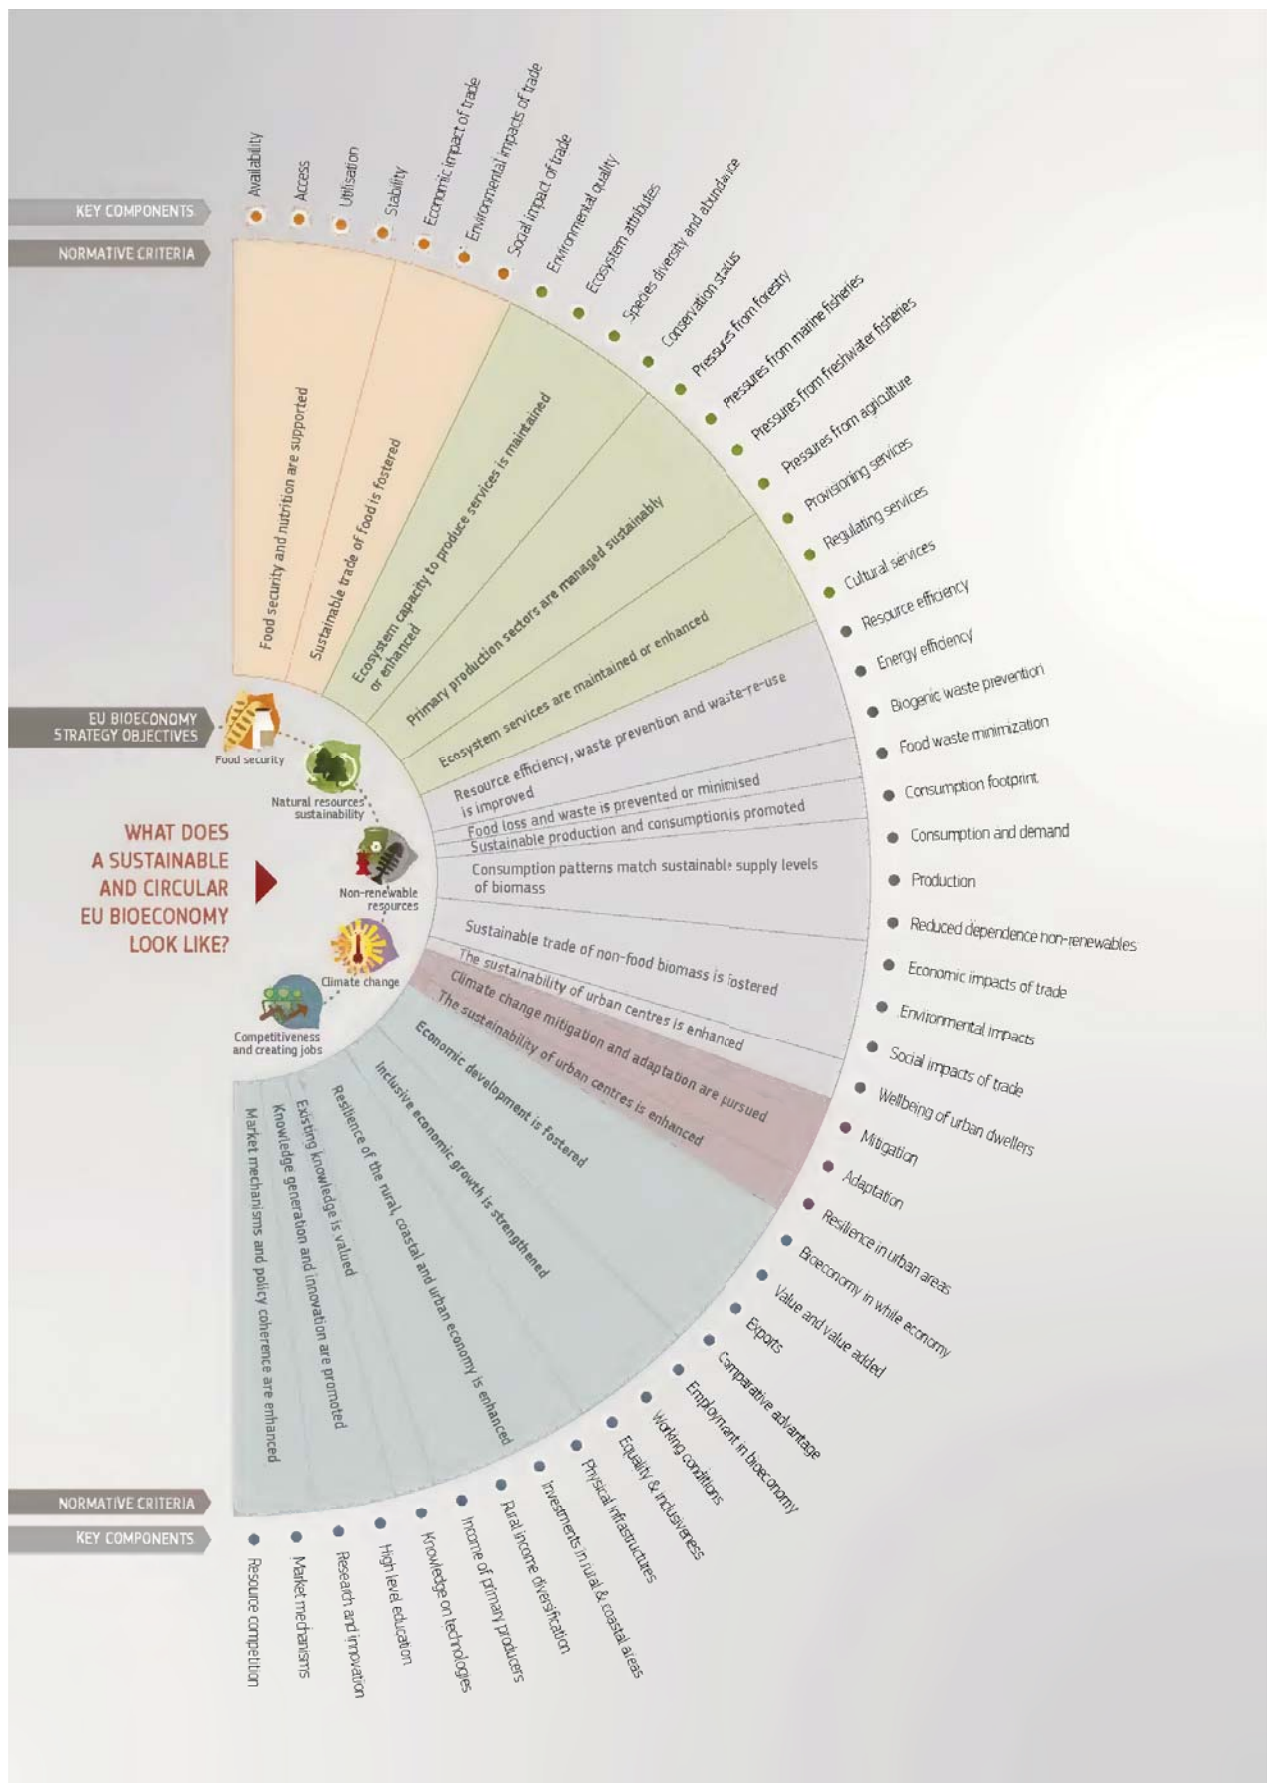 Availability
Access
Utilisation
Stability
Economic impact of trade
Environmental impacts of trade
Social impact of trade
Environmental quality
Ecosystem attributes
Species diversity and abundance
Conservation status
Pressures from forestry
Pressures from marine fisheries
Pressures from freshwater fisheries
Pressures from agriculture
Provisioning services
Regulating services
Cultural services
Resource efficiency
Energy efficiency
Biogenic waste prevention
Food waste minimization
Consumption footprint
Consumption and demand
Production
Reduced dependence non-renewables
Economic impacts of trade
Environmental impacts
Social impacts of trade
Wellbeing of urban dwellers
Mitigation
Adaptation
Resilience in urban areas
Bioeconomy in while economy
Value and value added
Exports
Comparative advantage
Employmant in bioeconomy
Working conditions
Equality & inclusiveness
Physical infrastructures
Investments in rural & coastal areas
Rural income diversification
Income of primary producers
Knowledge on technologies
High level education
Research and innovation
Market mechanisms
Resource competition
KEY COMPONENTS
NORMATIVE CRITERIA
Food security and nutrition are supported
Sustainable trade of food is fostered
Ecosystem capacity to produce services is maintained
or enhanced
Primary production sectors are managed sustainably
Ecosystem services are maintained or enhanced
Resource efficiency, waste prevention and waste-re-use
is improved
Food loss and waste is prevented or mininised
Sustainable production and consumptionis promoted
Consumption patterns match sustainable supply levels
of biomass
Sustainable trade of non-food biomass is fostered
The sustainability of urban centres is enhanced
Climate change mitigation and adaptation are pursued
The sustainability of urban centres is enhanced
Economic development is fostered
Inclusive economic growth is strengthened
Resilience of the rural, coastal and urban economy is enhanced
Existing knowledge is valued
Knowledge generation and innovation are promoted
Market mechanisms and policy coherence are enhanced
EU BIOECONOMY
STRATEGY OBJECTIVES
Food security
Natural resources
sustainability
Non-renewable
resources
Climate change
Competitiveness
and creating jobs
WHAT DOES
A SUSTAINABLE
AND CIRCULAR
EU BIOECONOMY
LOOK LIKE?
NORMATIVE CRITERIA
KEY COMPONENTS